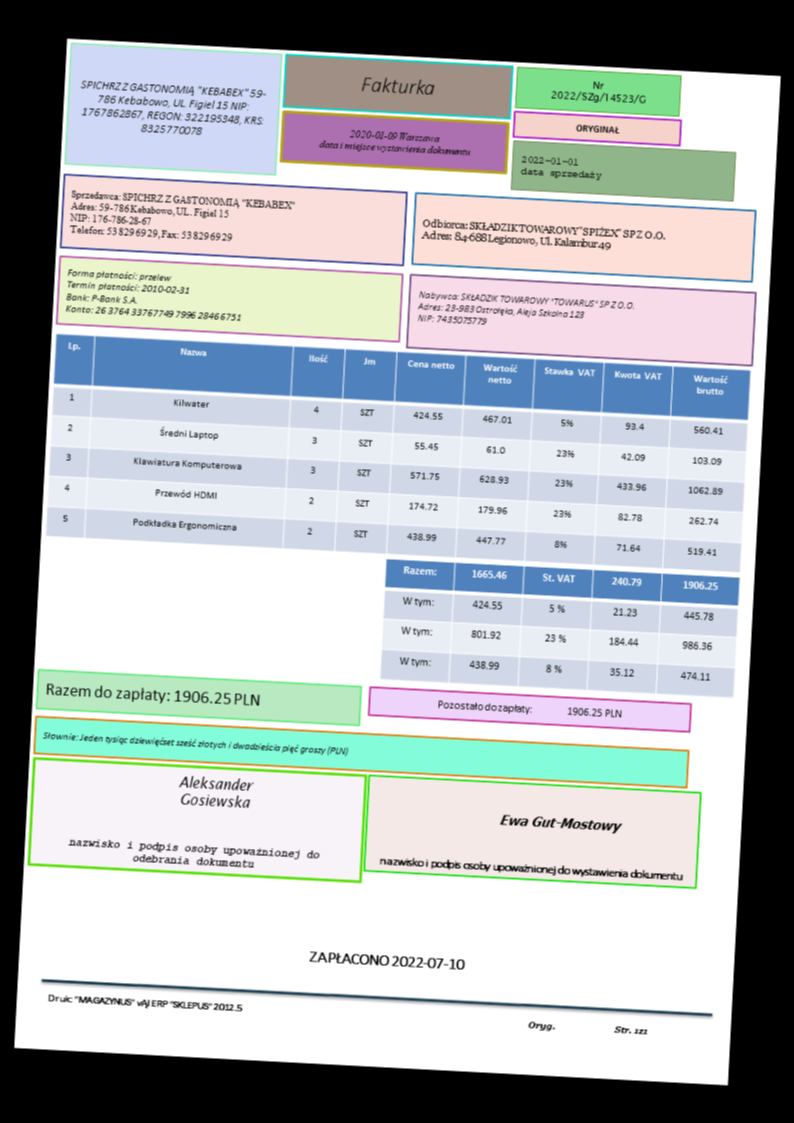 SPICHRZ Z GASTONOMIĄ "KEBABEX" 59-
786 Kebabowo, UL. Figiel 15 NIP:
1767862867, REGON: 322195348, KRS:
8325770078
Fakturka
2020-01-09 Warszawa
data i miejsce wystawienia dokumentu
Nr
2022/SZg/14523/G
ORYGINAŁ
2022-01-01
data sprzedaży
Sprzedawca: SPICHRZ Z GASTONOMIĄ "KEBABEX"
Adres: 59-786 Kebabowo, UL. Figiel 15
NIP: 176-786-28-67
Telefon: 538296929, Fax: 538296929
Odbiorca: SKŁADZIK TOWAROWY "SPIŻEX" SP Z O.O.
Adres: 84-688 Legionowo, Ul. Kalambur 49
Forma płatności: przelew
Termin płatności: 2010-02-31
Bank: P-Bank S.A.
Konto: 26 3764 33767749 7996 28466751
Nabywca: SKŁADZIK TOWAROWY "TOWARUS" SP Z O.O.
Adres: 23-983 Ostrołęka, Aleja Szkolna 123
NIP: 7435075779
Lp. Nazwa Ilość Jm Cena netto Wartość netto Stawka VAT Kwota VAT Wartość brutto
1 Kilwater 4 SZT 424.55 467.01 5% 93.4 560.41
2 Średni Laptop 3 SZT 55.45 61.0 23% 42.09 103.09
3 Klawiatura Komputerowa 3 SZT 571.75 628.93 23% 433.96 1062.89
4 Przewód HDMI 2 SZT 174.72 179.96 23% 82.78 262.74
5 Podkładka Ergonomiczna 2 SZT 438.99 447.77 8% 71.64 519.41
Razem: 1665.46 St. VAT 240.79 1906.25
W tym: 424.55 5 % 21.23 445.78
W tym: 801.92 23 % 184.44 986.36
W tym: 438.99 8 % 35.12 474.11
Razem do zapłaty: 1906.25 PLN
Pozostało do zapłaty: 1906.25 PLN
Słownie: Jeden tysiąc dziewięćset sześć złotych i dwadzieścia pięć groszy (PLN)
Aleksander
Gosiewska
nazwisko i podpis osoby upoważnionej do
odebrania dokumentu
Ewa Gut-Mostowy
nazwisko i podpis osoby upoważnionej do wystawienia dokumentu
ZAPŁACONO 2022-07-10
Druk: "MAGAZYNUS" vAJ ERP "SKLEPUS" 2012.5
Oryg. Str. 1z1